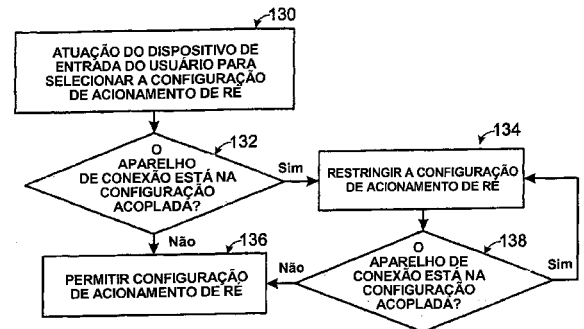 130
ATUAÇÃO DO DISPOSITIVO DE
ENTRADA DO USUÁRIO PARA
SELECIONAR A CONFIGURAÇÃO
DE ACIONAMENTO DE RÉ
132
O
APARELHO
DE CONEXÃO ESTÁ NA
CONFIGURAÇÃO
ACOPLADA?
Sim
Não
134
RESTRINGIR A CONFIGURAÇÃO
DE ACIONAMENTO DE RÉ
136
PERMITIR CONFIGURAÇÃO
DE ACIONAMENTO DE RÉ
138
O
APARELHO DE
CONEXÃO ESTÁ NA
CONFIGURAÇÃO
ACOPLADA?
Não
Sim